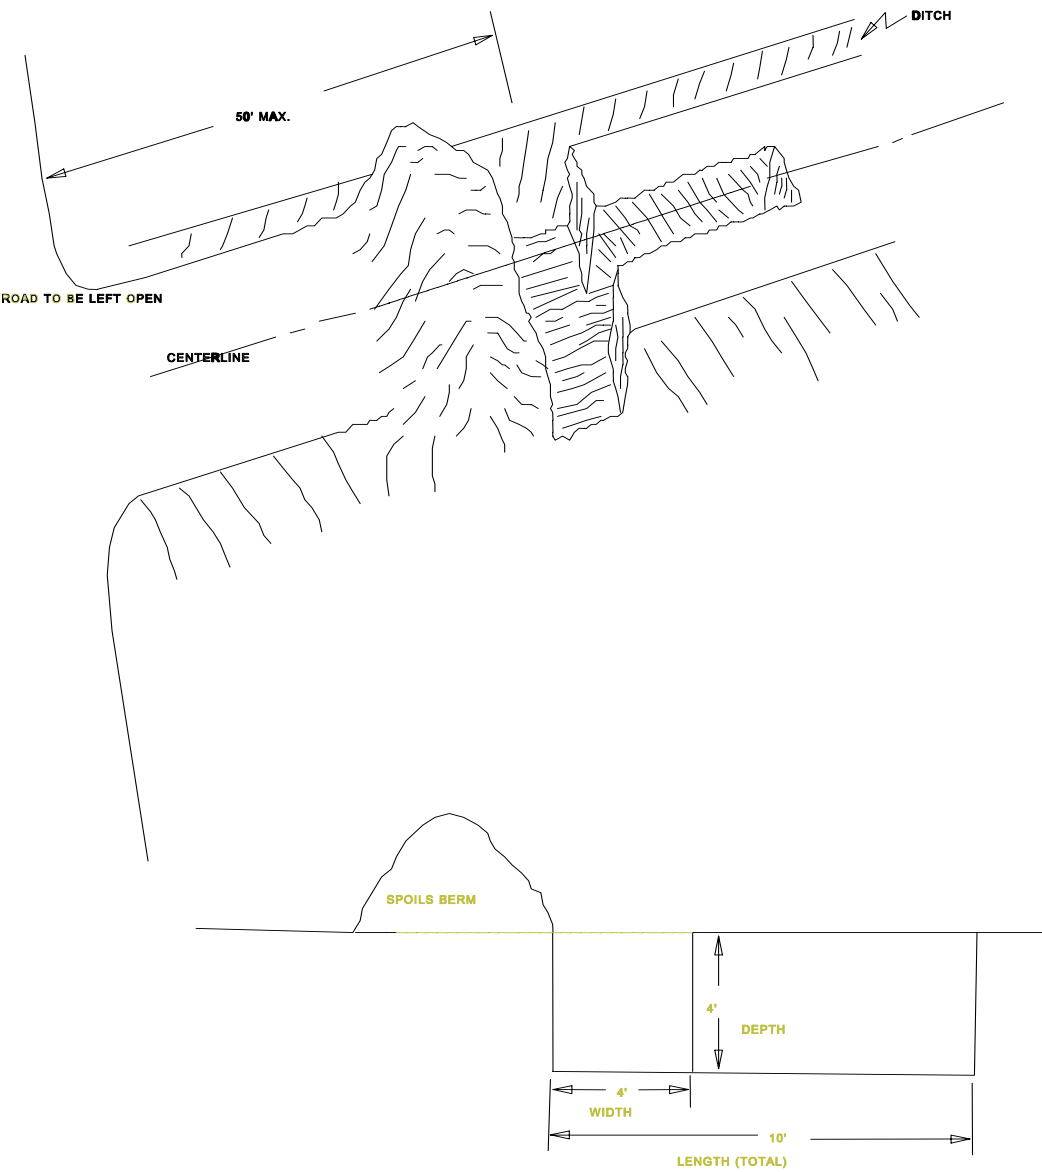 DITCH
50' MAX.
ROAD TO BE LEFT OPEN
CENTERLINE
SPOILS BERM
4'
DEPTH
4'
WIDTH
10'
LENGTH (TOTAL)